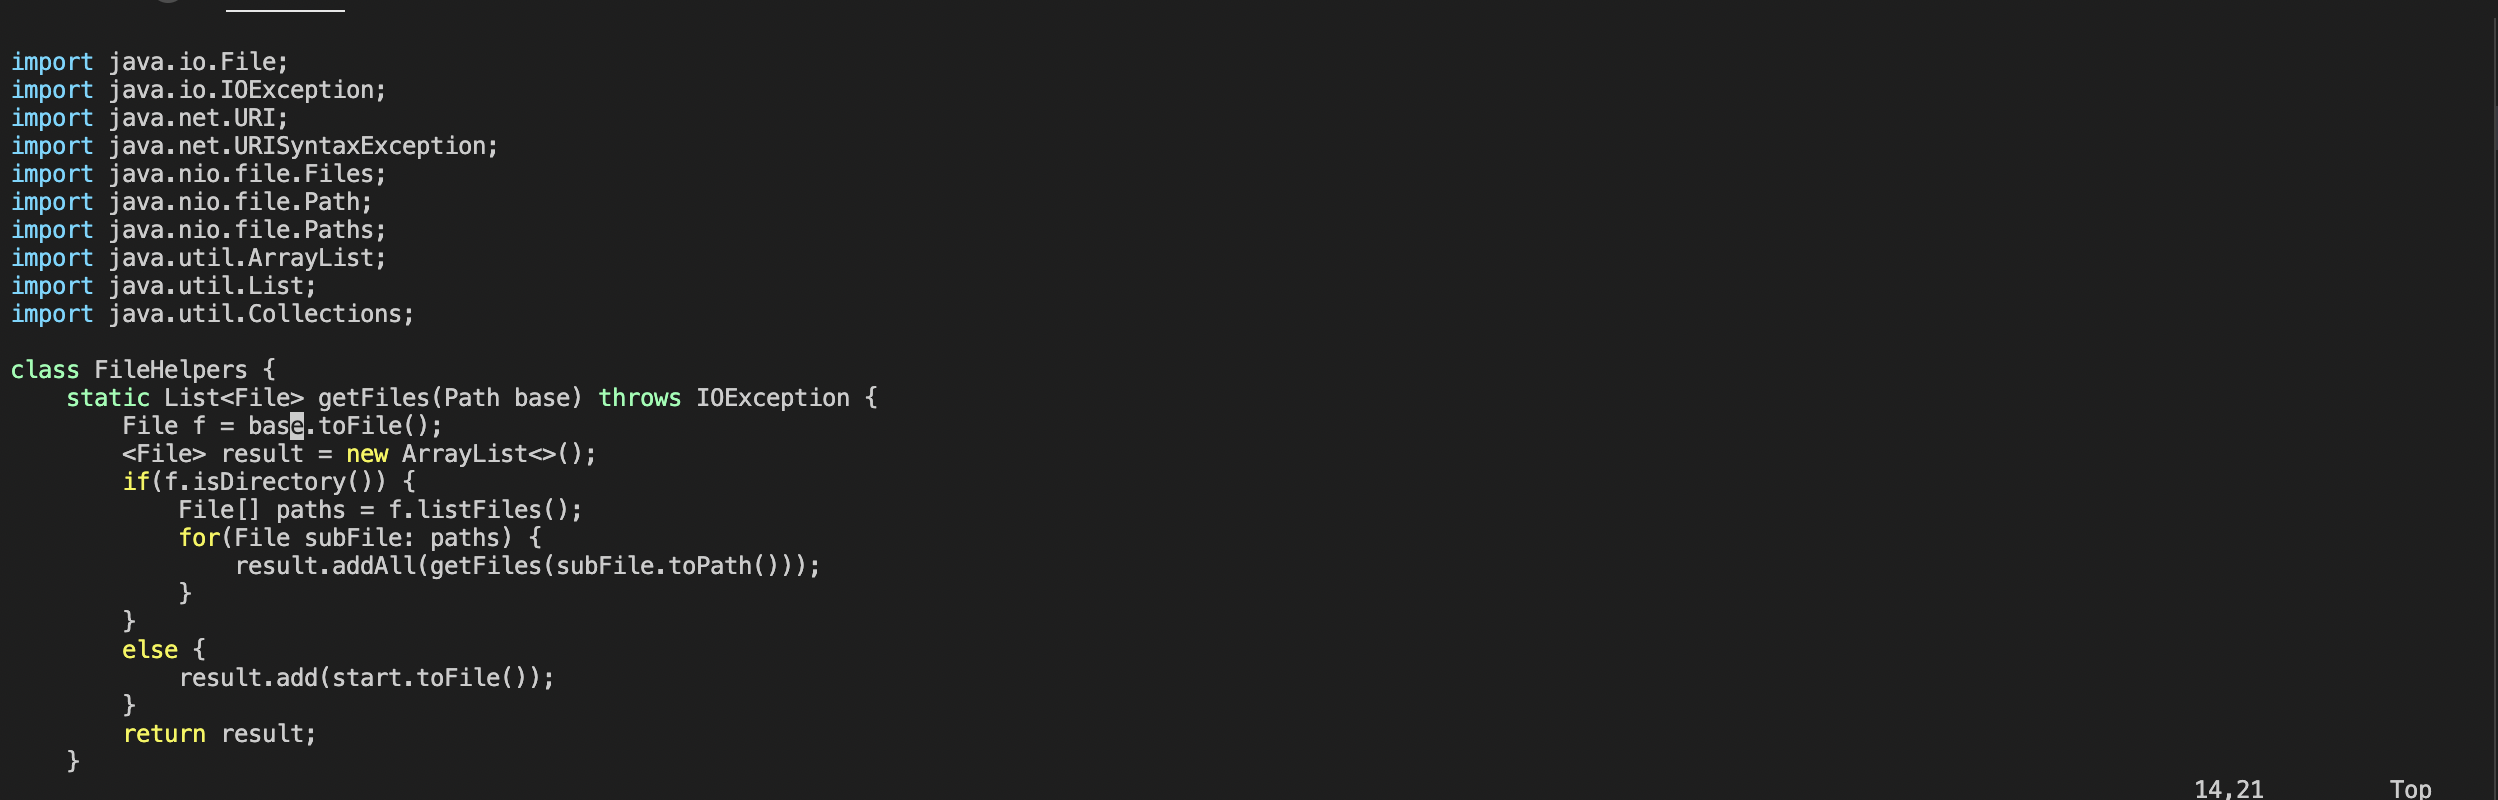 import java.io.File;
import java.io.IOException;
import java.net.URI;
import java.net.URISyntaxException;
import java.nio.file.Files;
import java.nio.file.Path;
import java.nio.file.Paths;
import java.util.ArrayList;
import java.util.List;
import java.util.Collections;

class FileHelpers {
    static List<File> getFiles(Path base) throws IOException {
        File f = base.toFile();
        <File> result = new ArrayList<>();
        if(f.isDirectory()) {
            File[] paths = f.listFiles();
            for(File subFile: paths) {
                result.addAll(getFiles(subFile.toPath()));
            }
        }
        else {
            result.add(start.toFile());
        }
        return result;
    }
14,21 Top